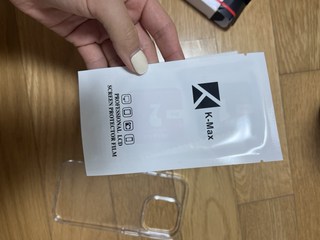 K-Max
PROFESSIONAL LCD
SCREEN PROTECTOR FILM